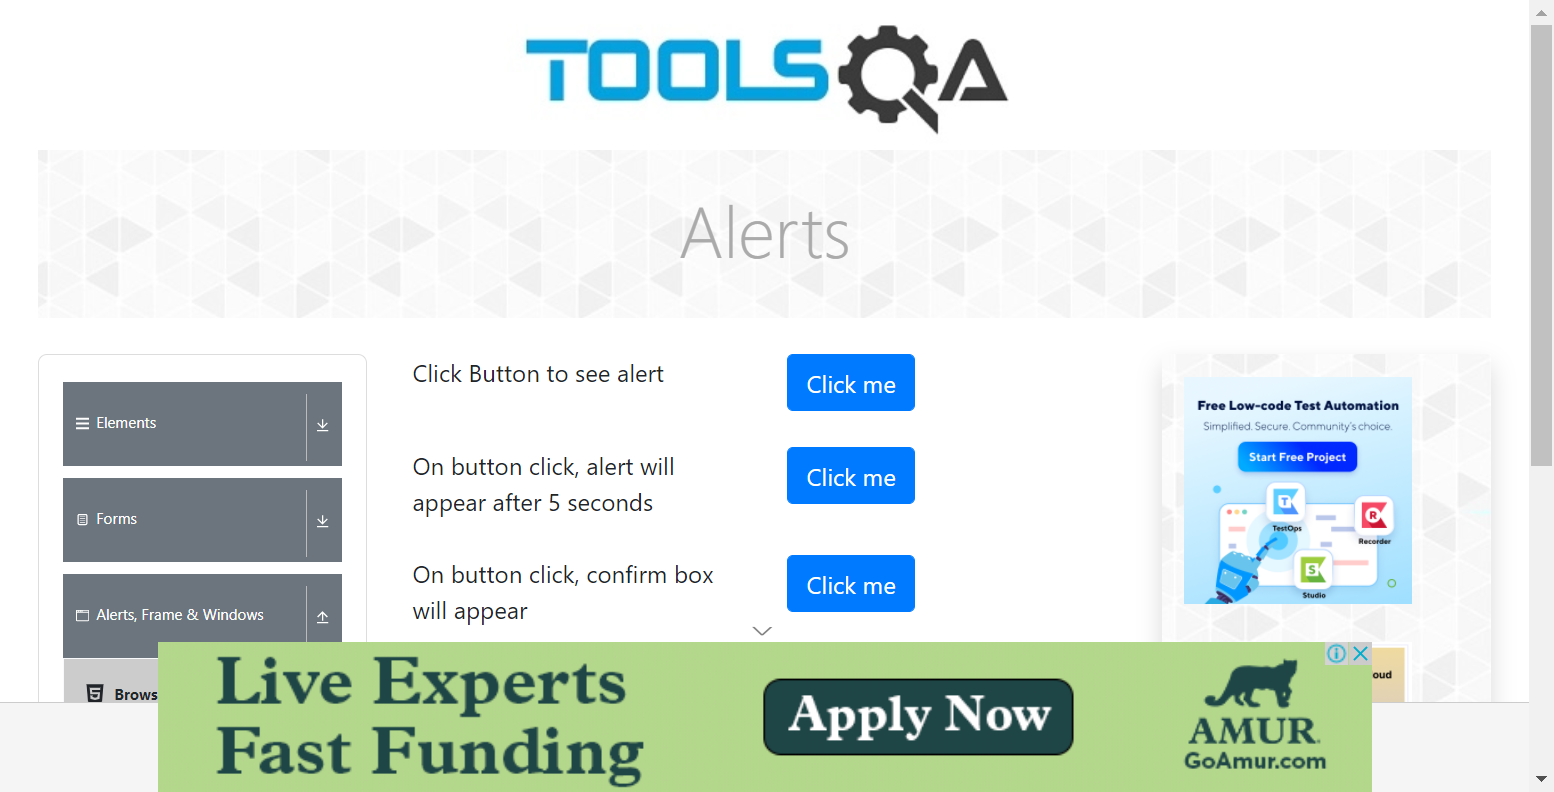 TOOLSQA
Alerts
Elements
Forms
Alerts, Frame & Windows
Brows
Click Button to see alert
Click me
On button click, alert will
appear after 5 seconds
Click me
On button click, confirm box
will appear
Click me
Free Low-code Test Automation
Simplified. Secure. Community's choice.
Start Free Project
T
TestOps
R
Recorder
S
Studio
oud
Live Experts
Fast Funding
Apply Now
AMUR
GoAmur.com